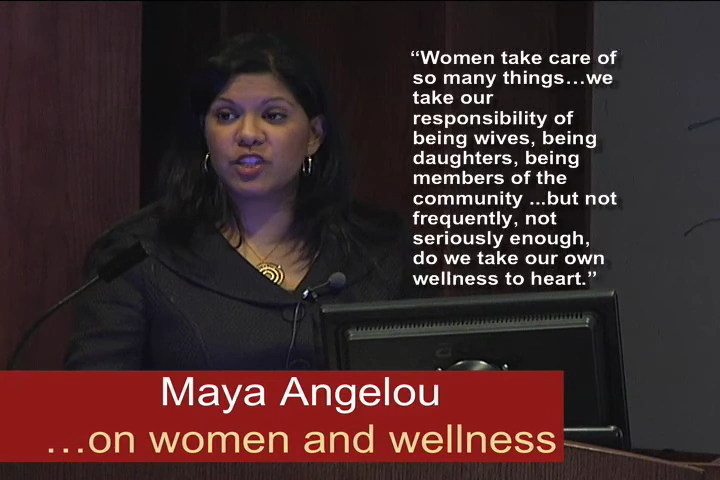 “Women take care of
so many things…we
take our
responsibility of
being wives, being
daughters, being
members of the
community ...but not
frequently, not
seriously enough,
do we take our own
wellness to heart.”
Maya Angelou
…on women and wellness